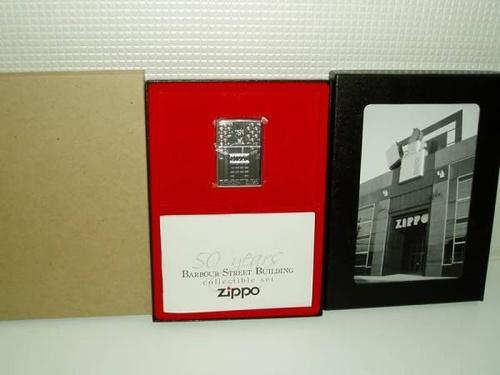 50 years
BARBOUR STREET BUILDING
collectible set
zippo
ZIPPO